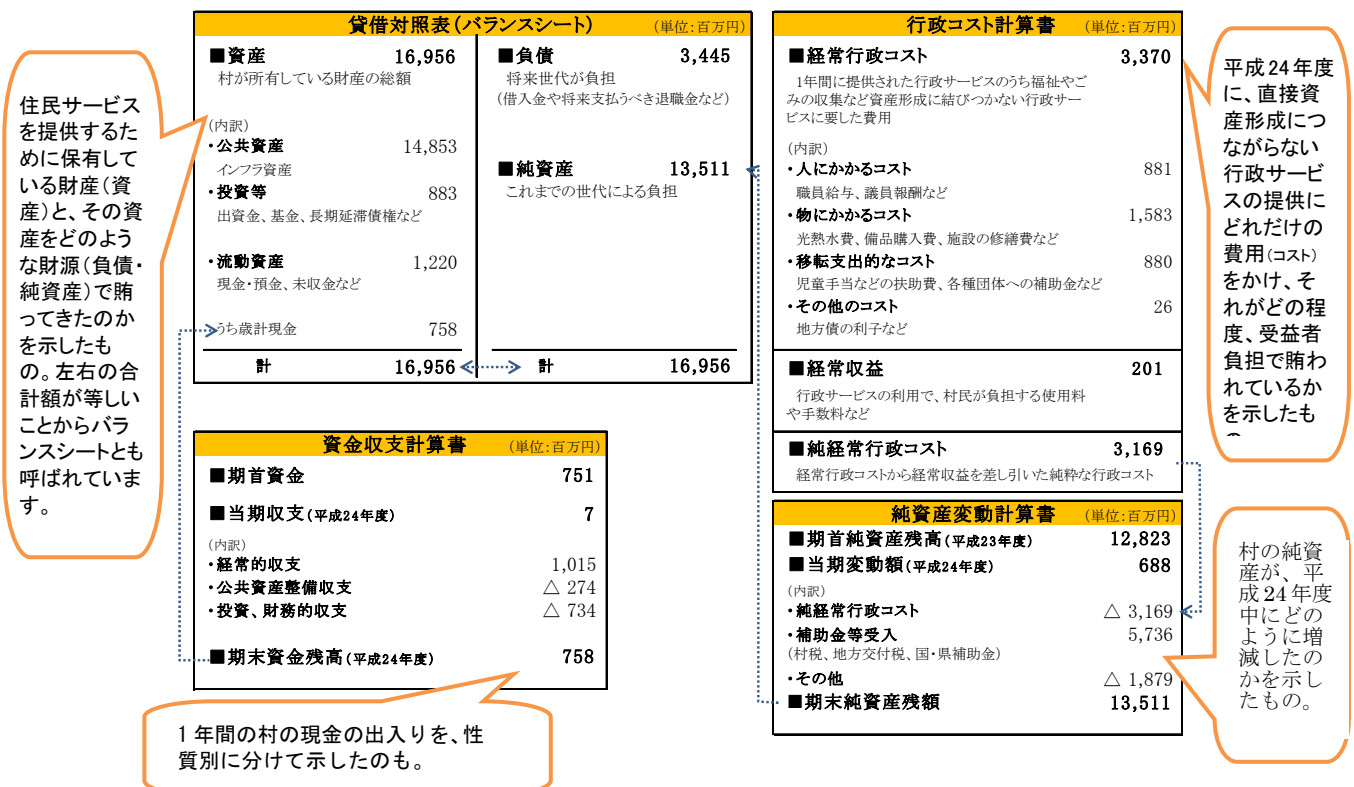 住民サービス
を提供するた
めに保有して
いる財産(資
産)と、その資
産をどのよう
な財源(負債・
純資産)で賄
ってきたのか
を示したも
の。左右の合
計額が等しい
ことからバラ
ンスシートとも
呼ばれていま
す。
貸借対照表(バランスシート) (単位:百万円)
■資産 16,956
村が所有している財産の総額
(内訳)
・公共資産 14,853
インフラ資産
・投資等 883
出資金、基金、長期延滞債権など
・流動資産 1,220
現金・預金、未収金など
うち歳計現金 758
計 16,956
■負債 3,445
将来世代が負担
(借入金や将来支払うべき退職金など)
■純資産 13,511
これまでの世代による負担
計 16,956
行政コスト計算書 (単位:百万円)
■経常行政コスト 3,370
1年間に提供された行政サービスのうち福祉やご
みの収集など資産形成に結びつかない行政サー
ビスに要した費用
(内訳)
・人にかかるコスト 881
職員給与、議員報酬など
・物にかかるコスト 1,583
光熱水費、備品購入費、施設の修繕費など
・移転支出的なコスト 880
児童手当などの扶助費、各種団体への補助金など
・その他のコスト 26
地方債の利子など
■経常収益 201
行政サービスの利用で、村民が負担する使用料
や手数料など
■純経常行政コスト 3,169
経常行政コストから経常収益を差し引いた純粋な行政コスト
平成24年度
に、直接資
産形成につ
ながらない
行政サービ
スの提供に
どれだけの
費用(コスト)
をかけ、そ
れがどの程
度、受益者
負担で賄わ
れているか
を示したも
資金収支計算書 (単位:百万円)
■期首資金 751
■当期収支(平成24年度) 7
(内訳)
・経常的収支 1,015
・公共資産整備収支 △ 274
・投資、財務的収支 △ 734
■期末資金残高(平成24年度) 758
1年間の村の現金の出入りを、性
質別に分けて示したのも。
純資産変動計算書 (単位:百万円)
■期首純資産残高(平成23年度) 12,823
■当期変動額(平成24年度) 688
(内訳)
・純経常行政コスト △ 3,169
・補助金等受入 5,736
(村税、地方交付税、国・県補助金)
・その他 △ 1,879
■期末純資産残額 13,511
村の純資
産が、平
成24年度
中にどの
ように増
減したの
かを示し
たもの。